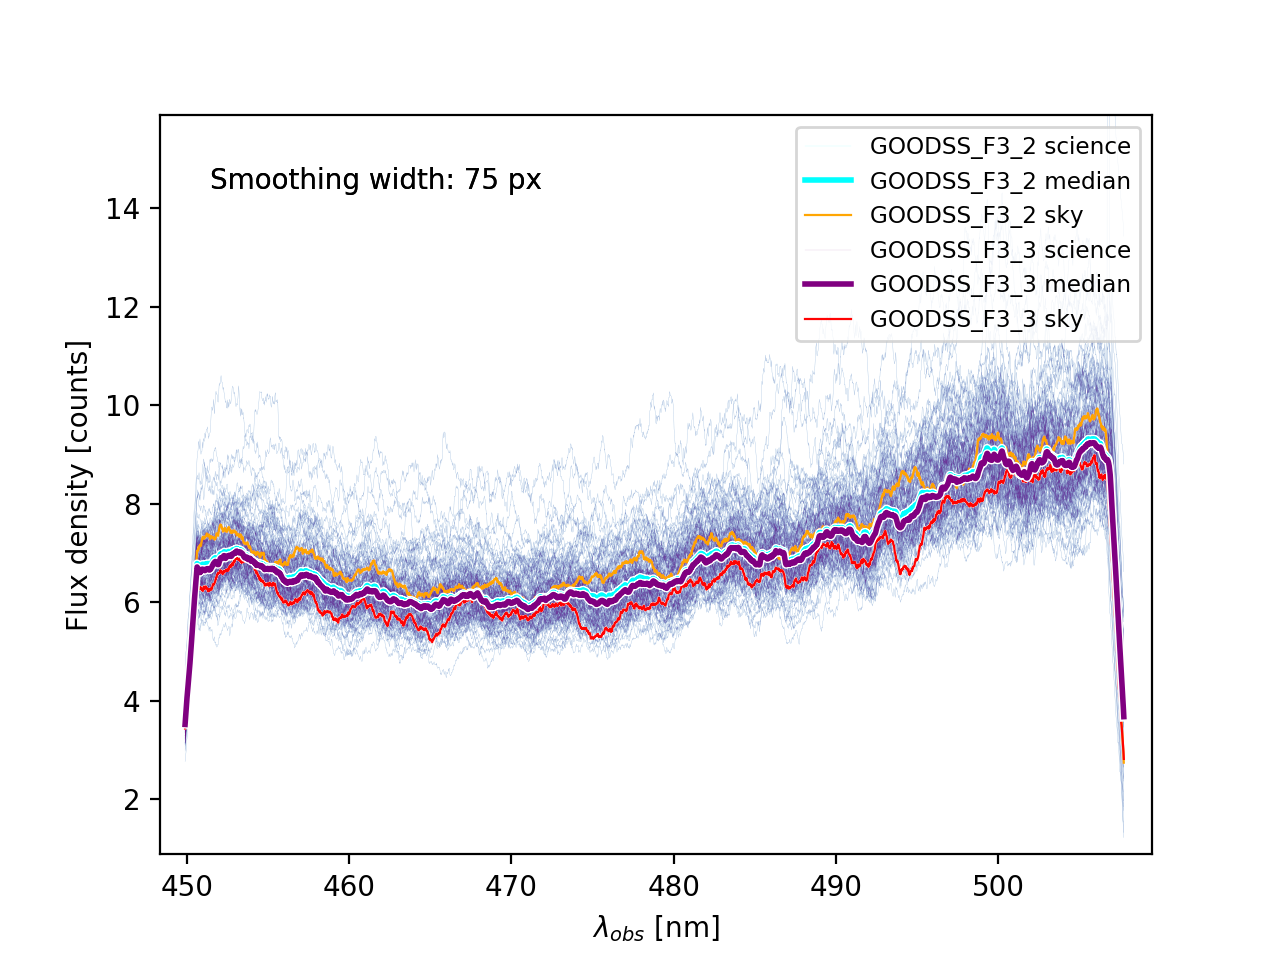 Smoothing width: 75 px
GOODSS_F3_2 science
GOODSS_F3_2 median
GOODSS_F3_2 sky
GOODSS_F3_3 science
GOODSS_F3_3 median
GOODSS_F3_3 sky
Flux density [counts]
14
12
10
8
6
4
2
450 460 470 480 490 500
λobs [nm]